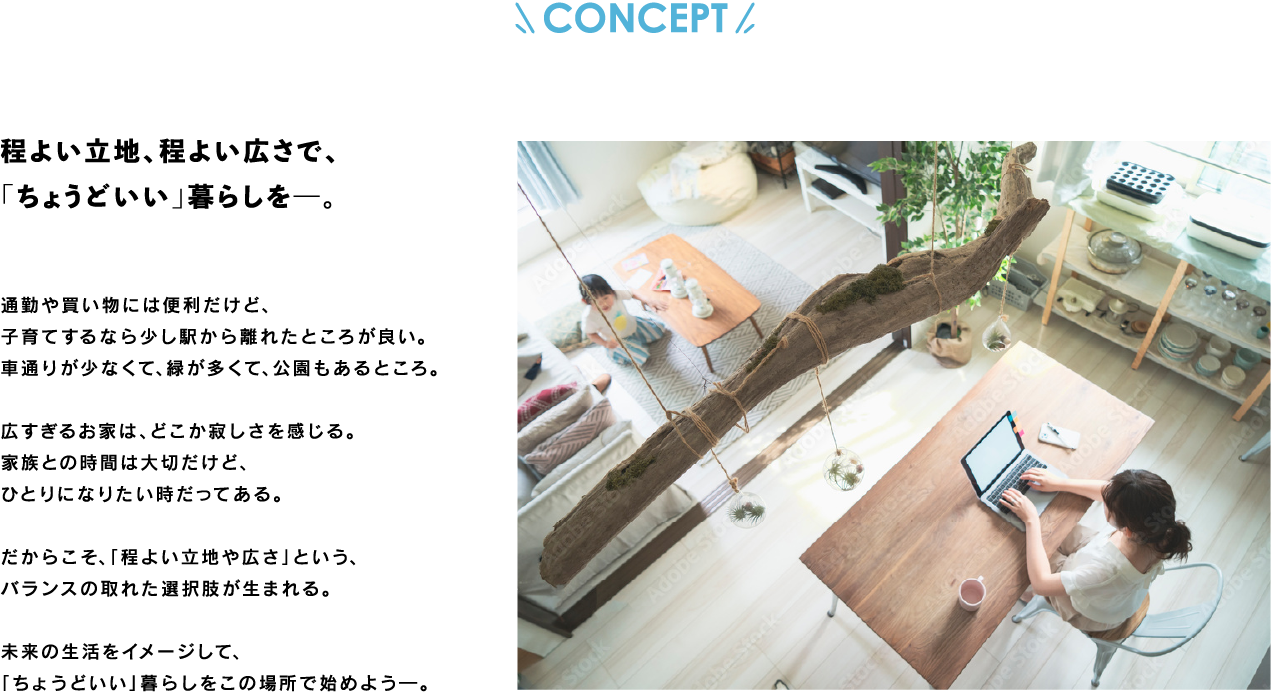 CONCEPT
程よい立地、程よい広さで、
「ちょうどいい」暮らしを―。
通勤や買い物には便利だけど、
子育てするなら少し駅から離れたところが良い。
車通りが少なくて、緑が多くて、公園もあるところ。
広すぎるお家は、どこか寂しさを感じる。
家族との時間は大切だけど、
ひとりになりたい時だってある。
だからこそ、「程よい立地や広さ」という、
バランスの取れた選択肢が生まれる。
未来の生活をイメージして、
「ちょうどいい」暮らしをこの場所で始めよう―。
Adobe Stock